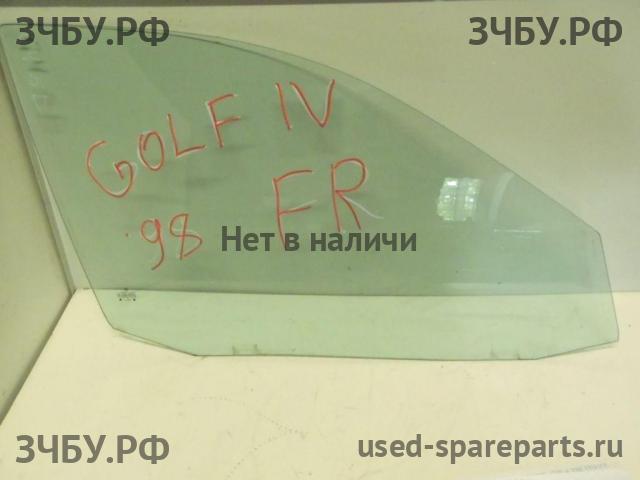 ЗЧБУ.РФ
ЗЧБУ.РФ
GOLF IV
'98 FR
Нет в наличи
ЗЧБУ.РФ
used-spareparts.ru